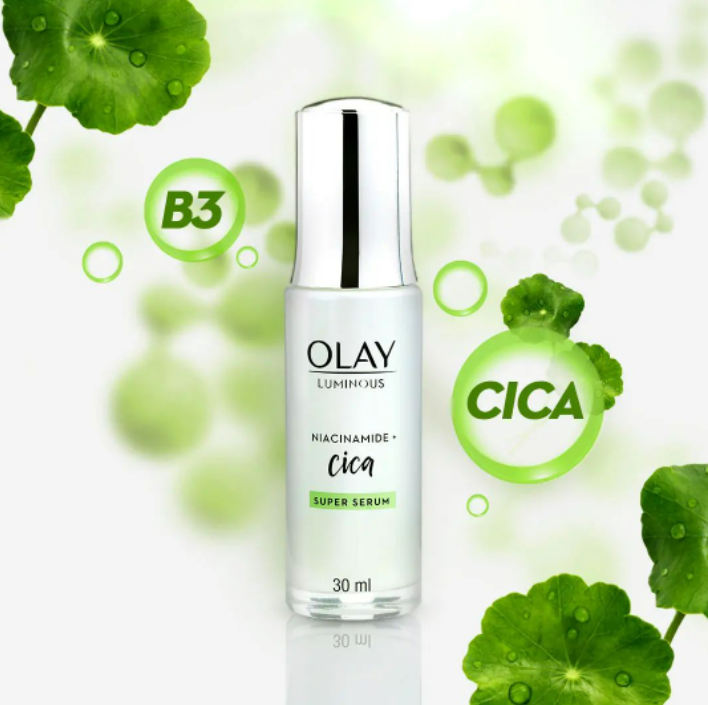 B3
OLAY
LUMINOUS
NIACINAMIDE +
cica
SUPER SERUM
30 ml
CICA
30 ml